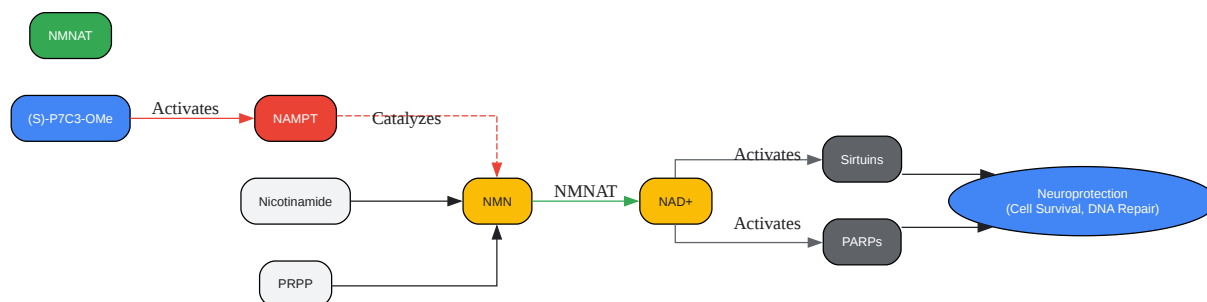 NMNAT
(S)-P7C3-OMe
Activates
NAMPT
Catalyzes
Nicotinamide
PRPP
NMN
NMNAT
NAD+
Activates
Activates
Sirtuins
PARPs
Neuroprotection
(Cell Survival, DNA Repair)